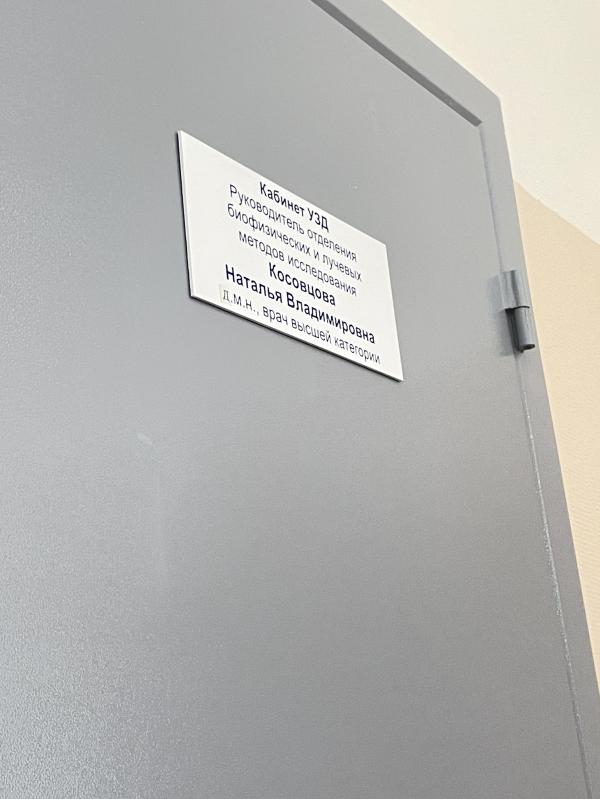 Кабинет УЗД
Руководитель отделения
биофизических и лучевых
методов исследования
Косовцова
Наталья Владимировна
д.м.н., врач высшей категории